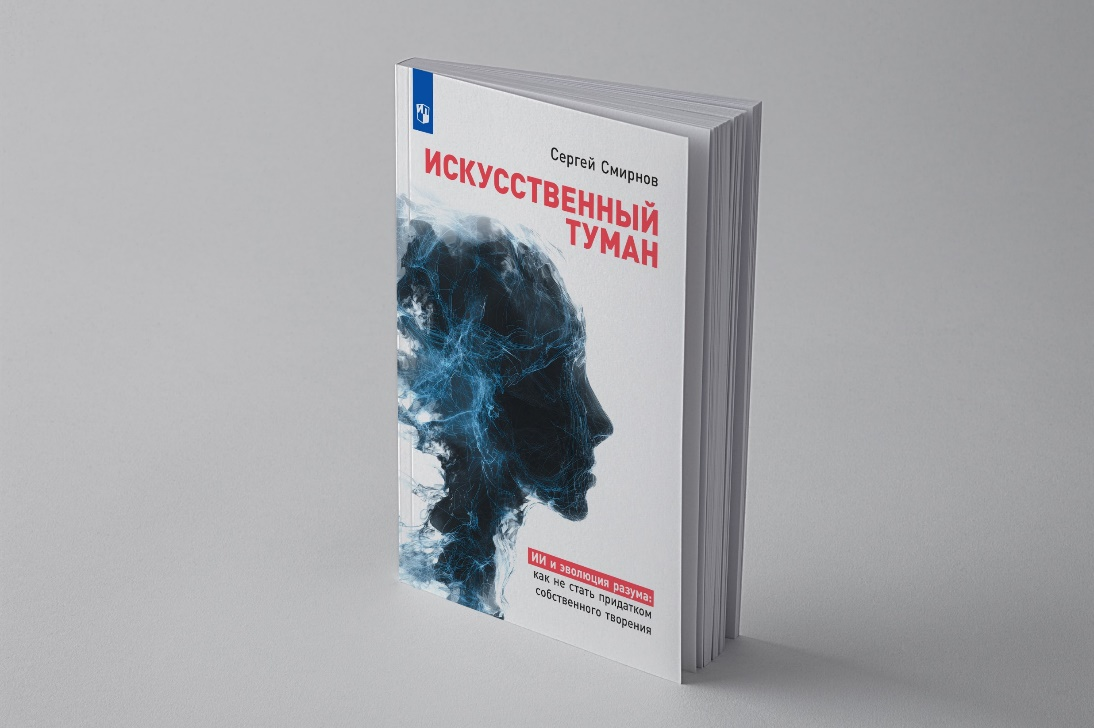 Сергей Смирнов
ИСКУССТВЕННЫЙ
ТУМАН
ИИ и эволюция разума:
как не стать придатком
собственного творения